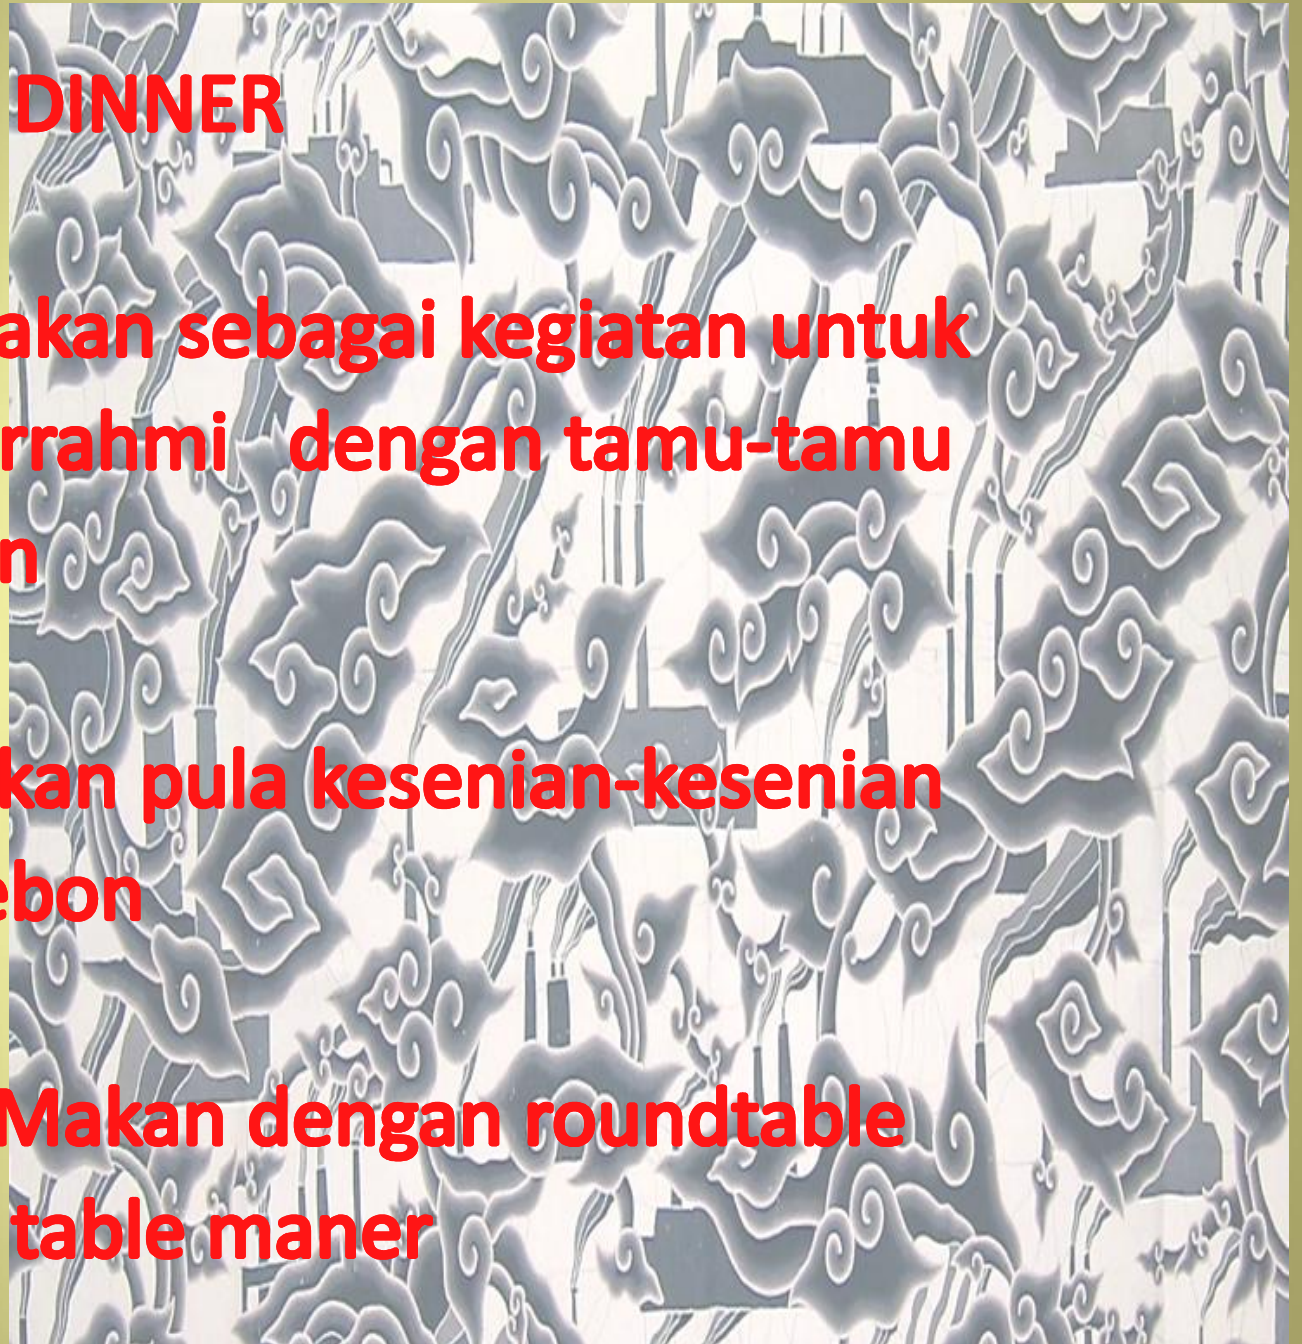 DINNER
akan sebagai kegiatan untuk
rrahmi dengan tamu-tamu
n
kan pula kesenian-kesenian
ebon
Makan dengan roundtable
table maner